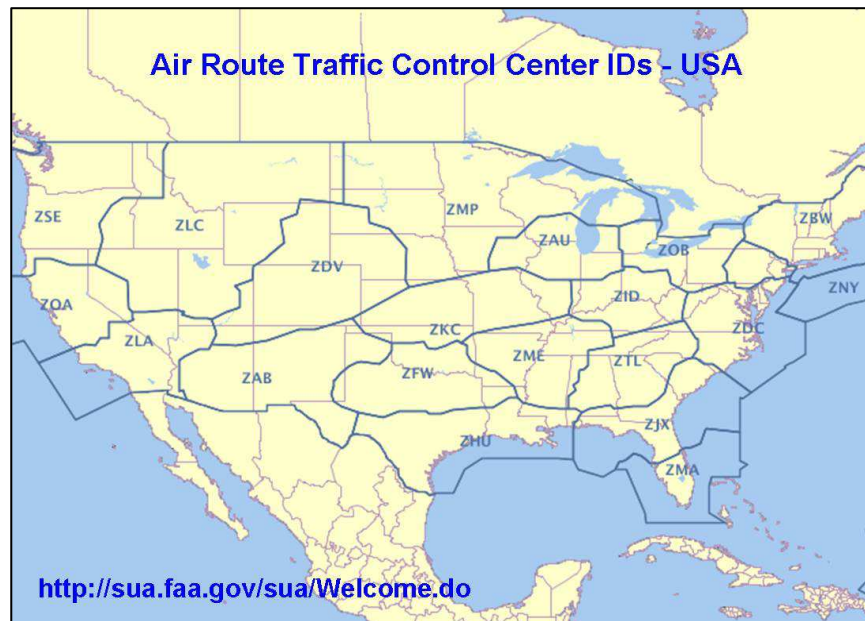 Air Route Traffic Control Center IDs - USA
ZSE
ZLC
ZMP
ZBW
ZAU
ZOB
ZDV
ZNY
ZOA
ZID
ZDC
ZKC
ZLA
ZME
ZTL
ZAB
ZFW
ZJX
ZHU
ZMA
http://sua.faa.gov/sua/Welcome.do